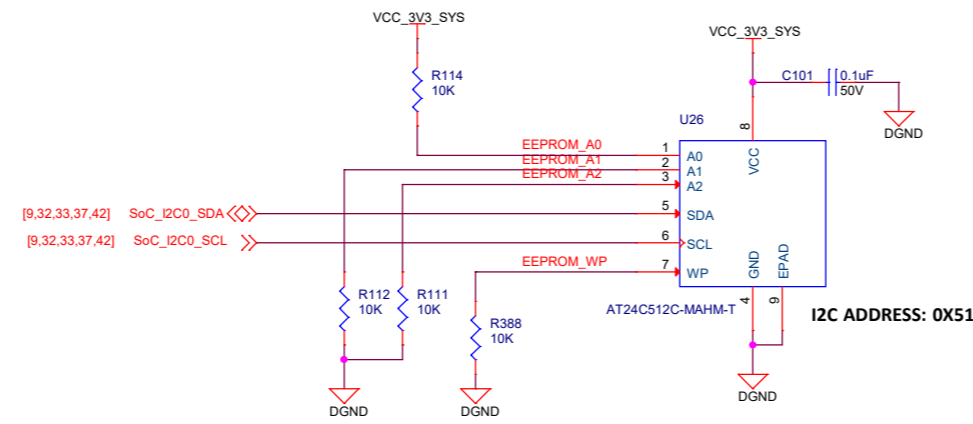 VCC_3V3_SYS
VCC_3V3_SYS
R114
10K
C101
0.1uF
50V
DGND
U26
8
VCC
EEPROM_A0
1
A0
EEPROM_A1
2
A1
EEPROM_A2
3
A2
[9,32,33,37,42] SoC_I2C0_SDA
5
SDA
[9,32,33,37,42] SoC_I2C0_SCL
6
SCL
EEPROM_WP
7
WP
GND
EPAD
4
9
R112
10K
R111
10K
R388
10K
AT24C512C-MAHM-T
I2C ADDRESS: 0X51
DGND
DGND
DGND